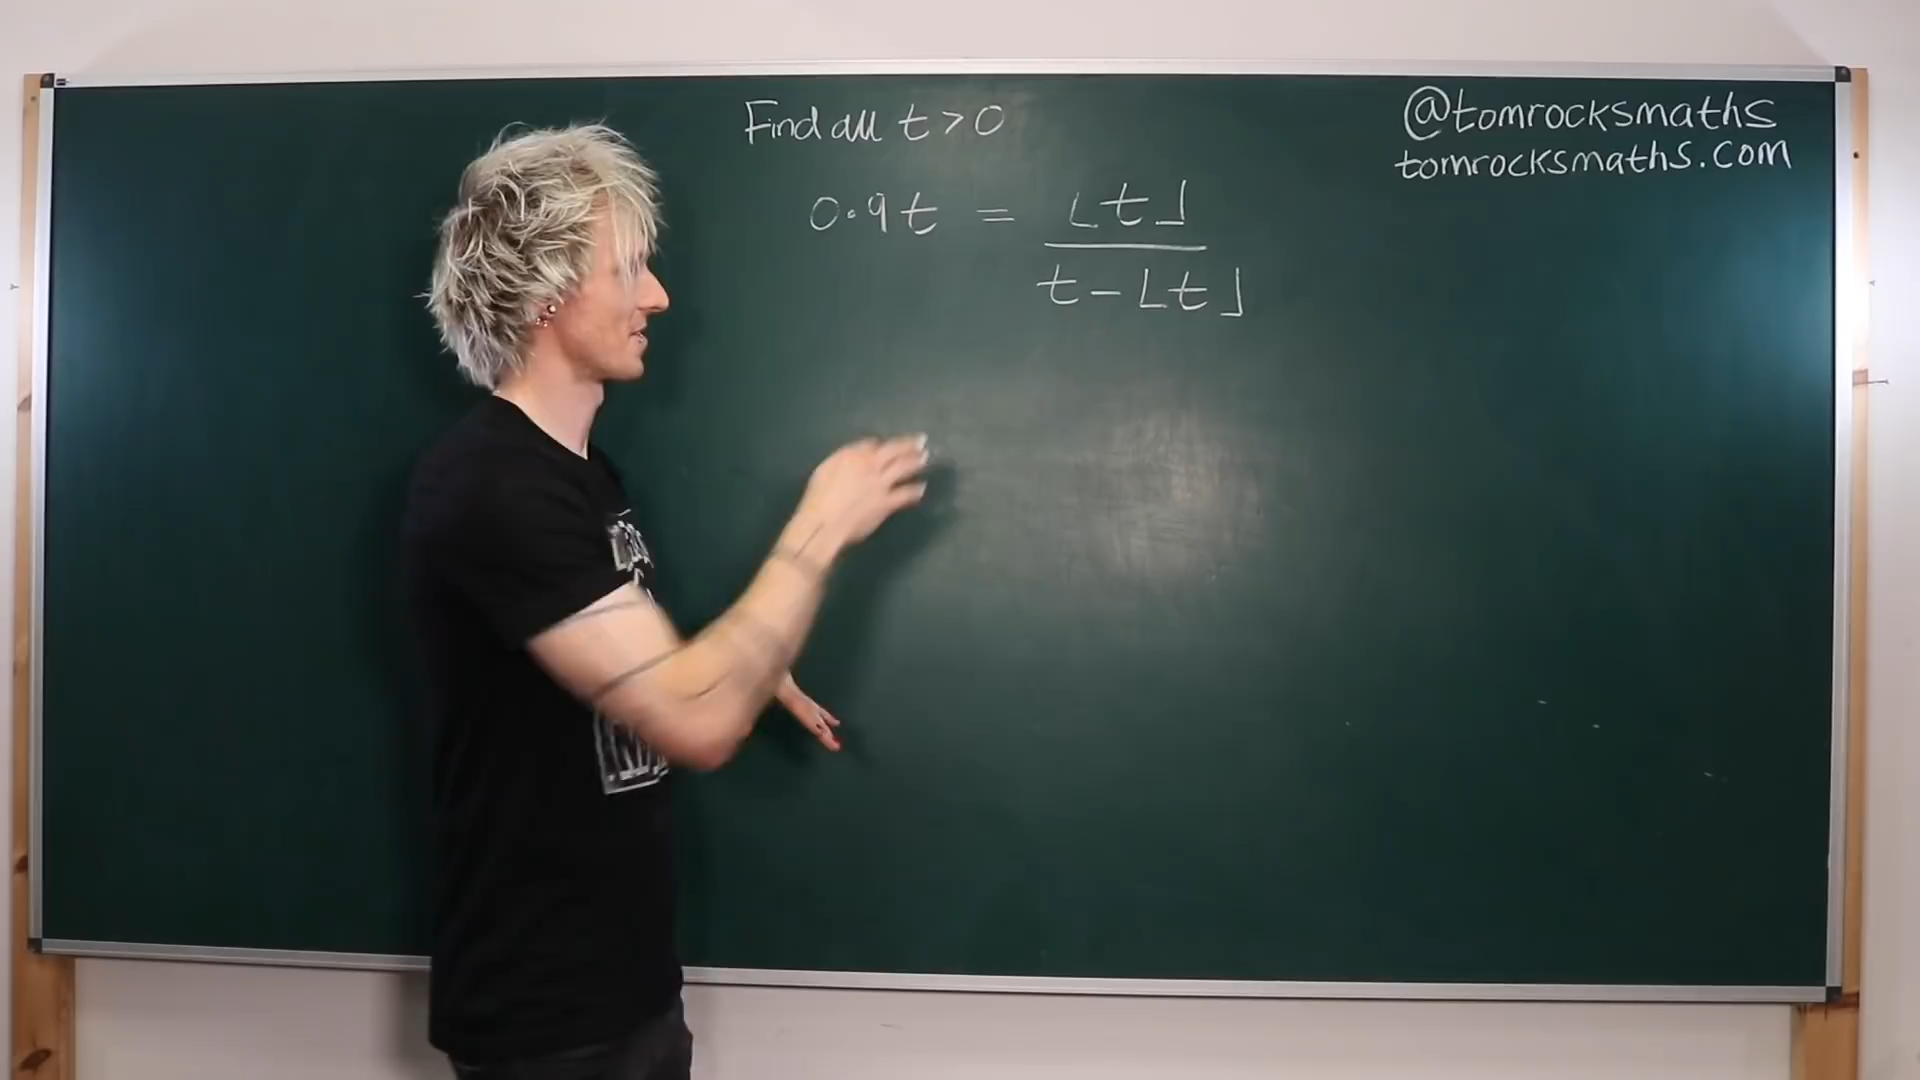 Find all t > 0
@tomrocksmaths
tomrocksmaths.com
0.9t = ⌊t⌋
t - ⌊t⌋